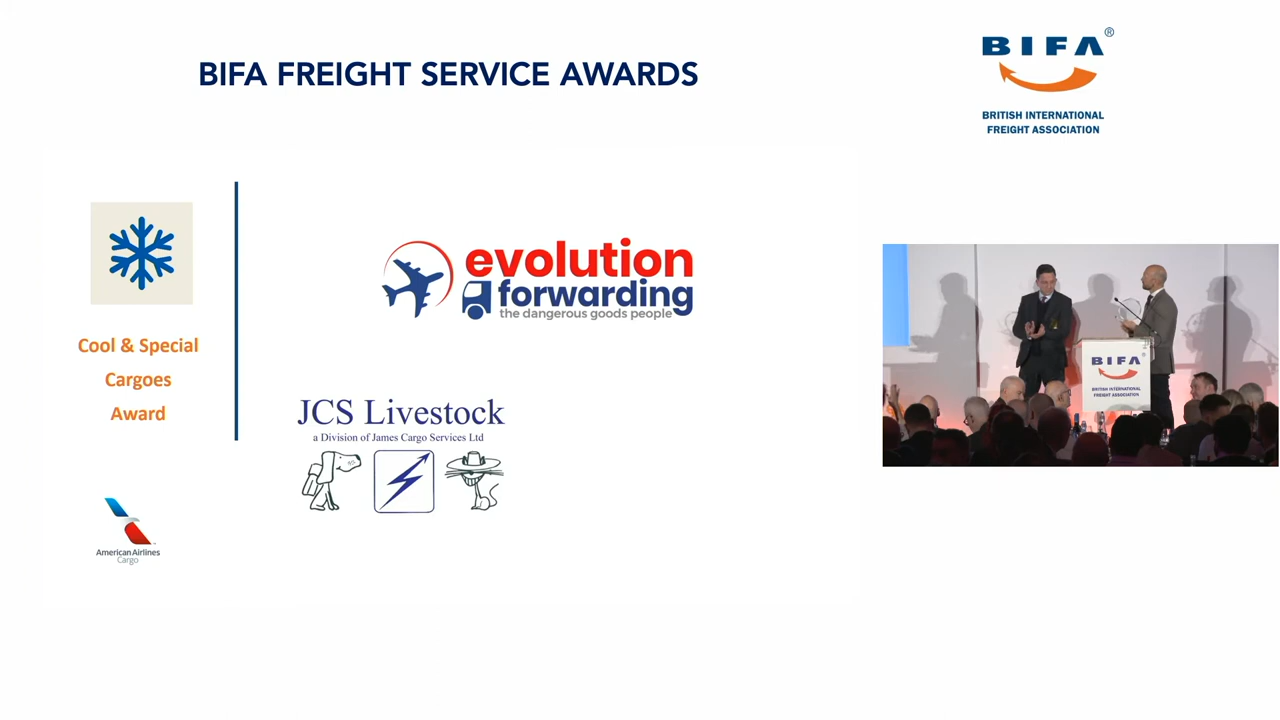 BIFA FREIGHT SERVICE AWARDS
BIFA®
BRITISH INTERNATIONAL
FREIGHT ASSOCIATION
Cool & Special
Cargoes
Award
evolution
forwarding
the dangerous goods people
JCS Livestock
a Division of James Cargo Services Ltd
American Airlines
Cargo
BIFA®
BRITISH INTERNATIONAL
FREIGHT ASSOCIATION